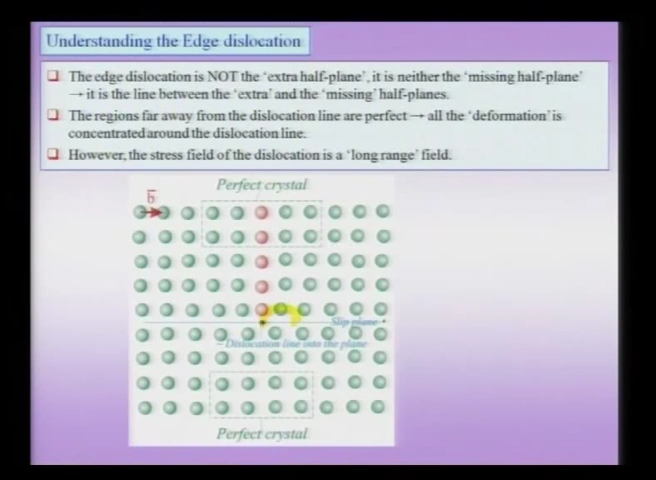 Understanding the Edge dislocation
The edge dislocation is NOT the 'extra half-plane', it is neither the 'missing half-plane'
→ it is the line between the 'extra' and the 'missing' half-planes.
The regions far away from the dislocation line are perfect → all the 'deformation' is
concentrated around the dislocation line.
However, the stress field of the dislocation is a 'long range' field.
Perfect crystal
b
Slip plane
Dislocation line into the plane
Perfect crystal